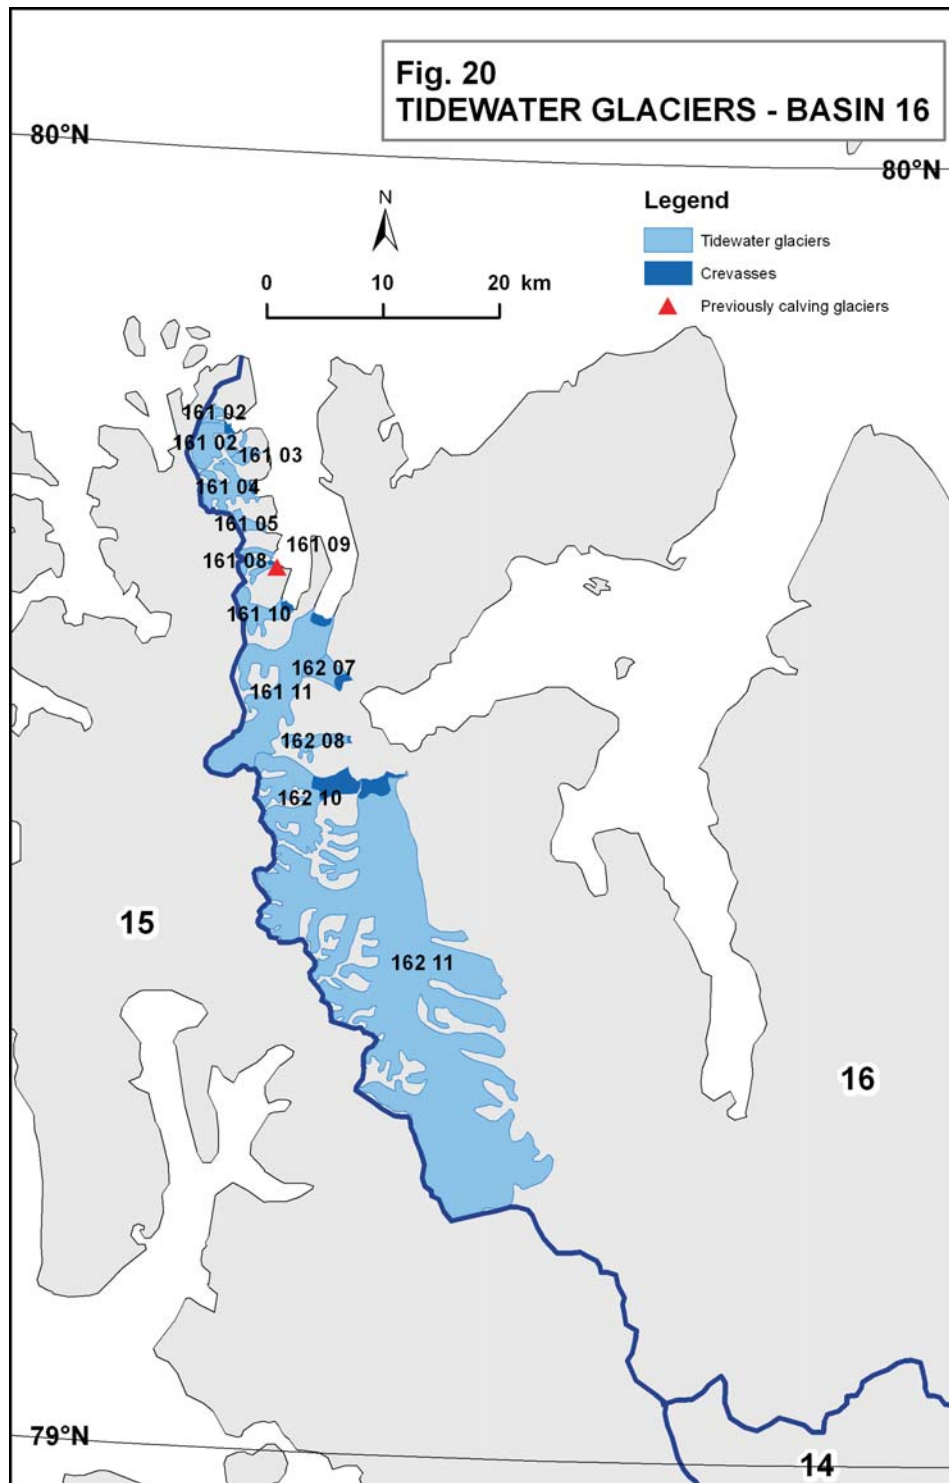 Fig. 20
TIDEWATER GLACIERS - BASIN 16
80°N
80°N
N
0 10 20 km
Legend
Tidewater glaciers
Crevasses
Previously calving glaciers
161 02
161 02
161 03
161 04
161 05
161 09
161 08
161 10
162 07
161 11
162 08
162 10
15
162 11
16
79°N
14